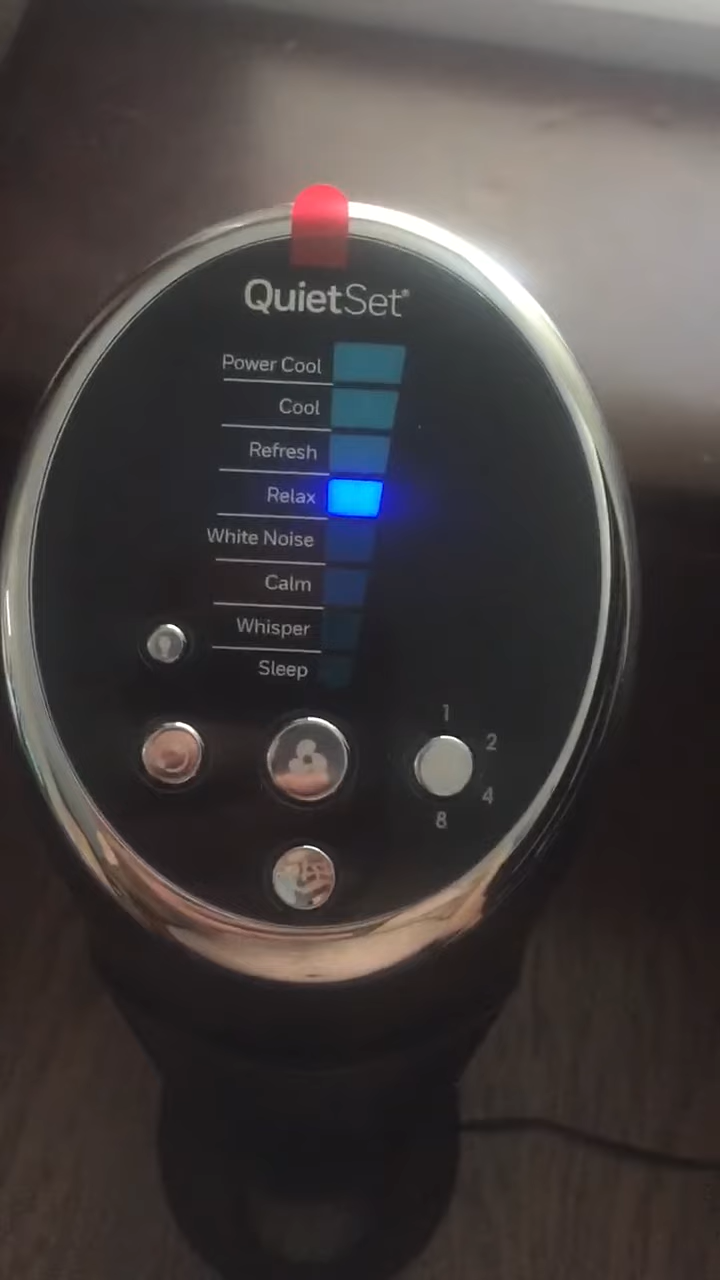 QuietSet®
Power Cool
Cool
Refresh
Relax
White Noise
Calm
Whisper
Sleep
1
2
4
8